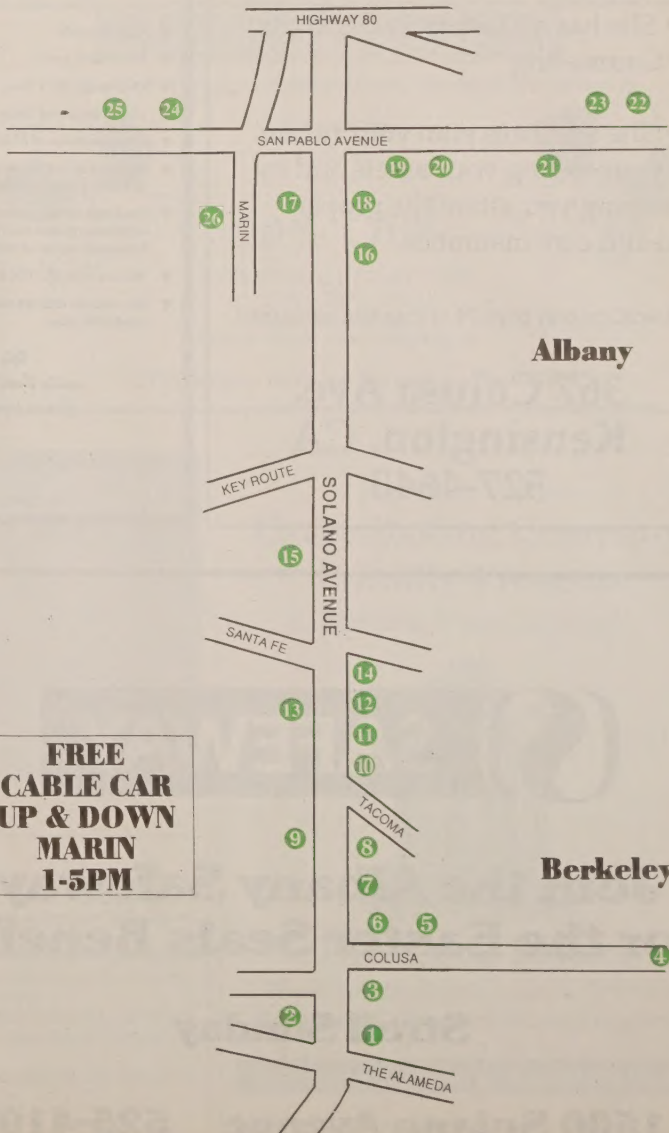 HIGHWAY 80
25 24 23 22
SAN PABLO AVENUE
19 20 21
26 MARIN 17 18
16
Albany
KEY ROUTE
SOLANO AVENUE
15
SANTA FE
14
13 12
11
10
FREE
CABLE CAR
UP & DOWN
MARIN
1-5PM
TACOMA
9 8
Berkeley
7
6 5
COLUSA 4
3
2 1
THE ALAMEDA